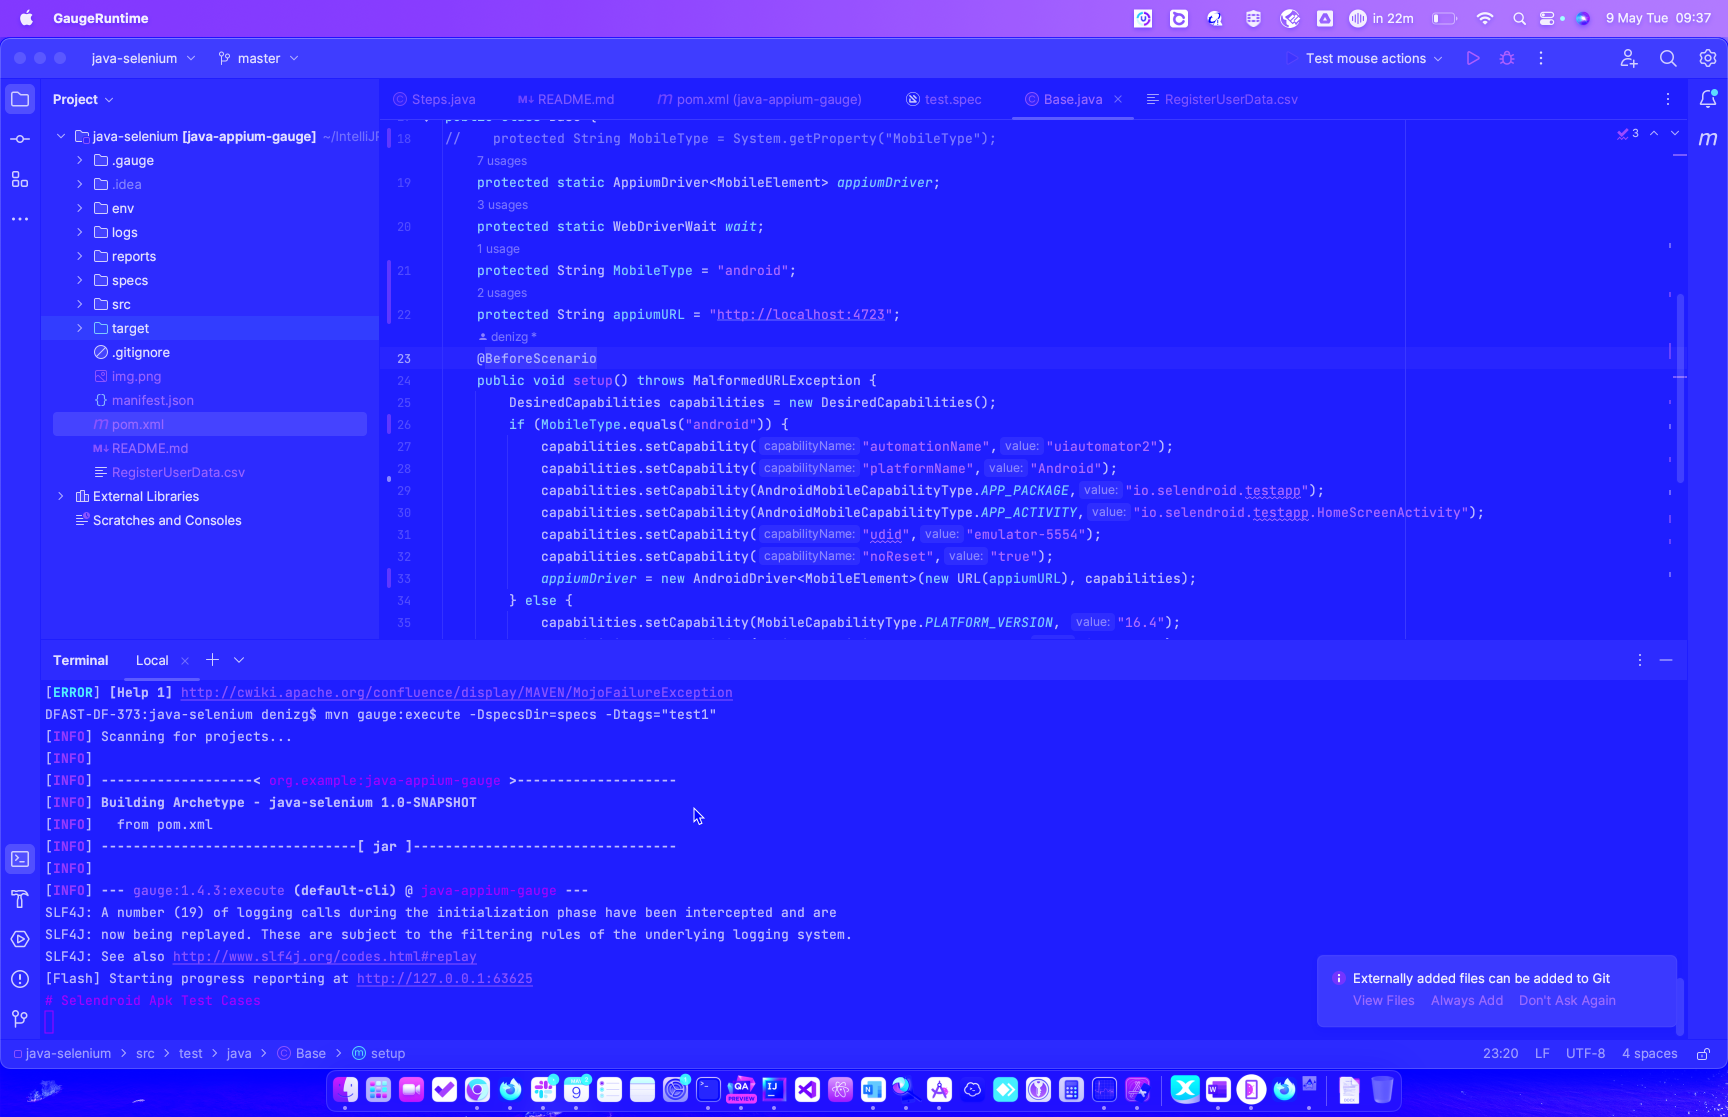 GaugeRuntime
in 22m
9 May Tue 09:37
java-selenium
master
Test mouse actions
Project
Steps.java
M↓ README.md
m pom.xml (java-appium-gauge)
test.spec
Base.java
RegisterUserData.csv
java-selenium [java-appium-gauge] ~/IntelliJP
.gauge
.idea
env
logs
reports
specs
src
target
.gitignore
img.png
manifest.json
m pom.xml
M↓ README.md
RegisterUserData.csv
External Libraries
Scratches and Consoles
3
18 // protected String MobileType = System.getProperty("MobileType");
7 usages
19 protected static AppiumDriver<MobileElement> appiumDriver;
3 usages
20 protected static WebDriverWait wait;
1 usage
21 protected String MobileType = "android";
2 usages
22 protected String appiumURL = "http://localhost:4723";
denizg *
23 @BeforeScenario
24 public void setup() throws MalformedURLException {
25 DesiredCapabilities capabilities = new DesiredCapabilities();
26 if (MobileType.equals("android")) {
27 capabilities.setCapability( capabilityName: "automationName", value: "uiautomator2");
28 capabilities.setCapability( capabilityName: "platformName", value: "Android");
29 capabilities.setCapability(AndroidMobileCapabilityType.APP_PACKAGE, value: "io.selendroid.testapp");
30 capabilities.setCapability(AndroidMobileCapabilityType.APP_ACTIVITY, value: "io.selendroid.testapp.HomeScreenActivity");
31 capabilities.setCapability( capabilityName: "udid", value: "emulator-5554");
32 capabilities.setCapability( capabilityName: "noReset", value: "true");
33 appiumDriver = new AndroidDriver<MobileElement>(new URL(appiumURL), capabilities);
34 } else {
35 capabilities.setCapability(MobileCapabilityType.PLATFORM_VERSION, value: "16.4");
Terminal
Local
[ERROR] [Help 1] http://cwiki.apache.org/confluence/display/MAVEN/MojoFailureException
DFAST-DF-373:java-selenium denizg$ mvn gauge:execute -DspecsDir=specs -Dtags="test1"
[INFO] Scanning for projects...
[INFO]
[INFO] -------------------< org.example:java-appium-gauge >--------------------
[INFO] Building Archetype - java-selenium 1.0-SNAPSHOT
[INFO]   from pom.xml
[INFO] --------------------------------[ jar ]---------------------------------
[INFO]
[INFO] --- gauge:1.4.3:execute (default-cli) @ java-appium-gauge ---
SLF4J: A number (19) of logging calls during the initialization phase have been intercepted and are
SLF4J: now being replayed. These are subject to the filtering rules of the underlying logging system.
SLF4J: See also http://www.slf4j.org/codes.html#replay
[Flash] Starting progress reporting at http://127.0.0.1:63625
# Selendroid Apk Test Cases
Externally added files can be added to Git
View Files Always Add Don't Ask Again
java-selenium > src > test > java > Base > setup
23:20 LF UTF-8 4 spaces
9
QA
PREVIEW
IJ